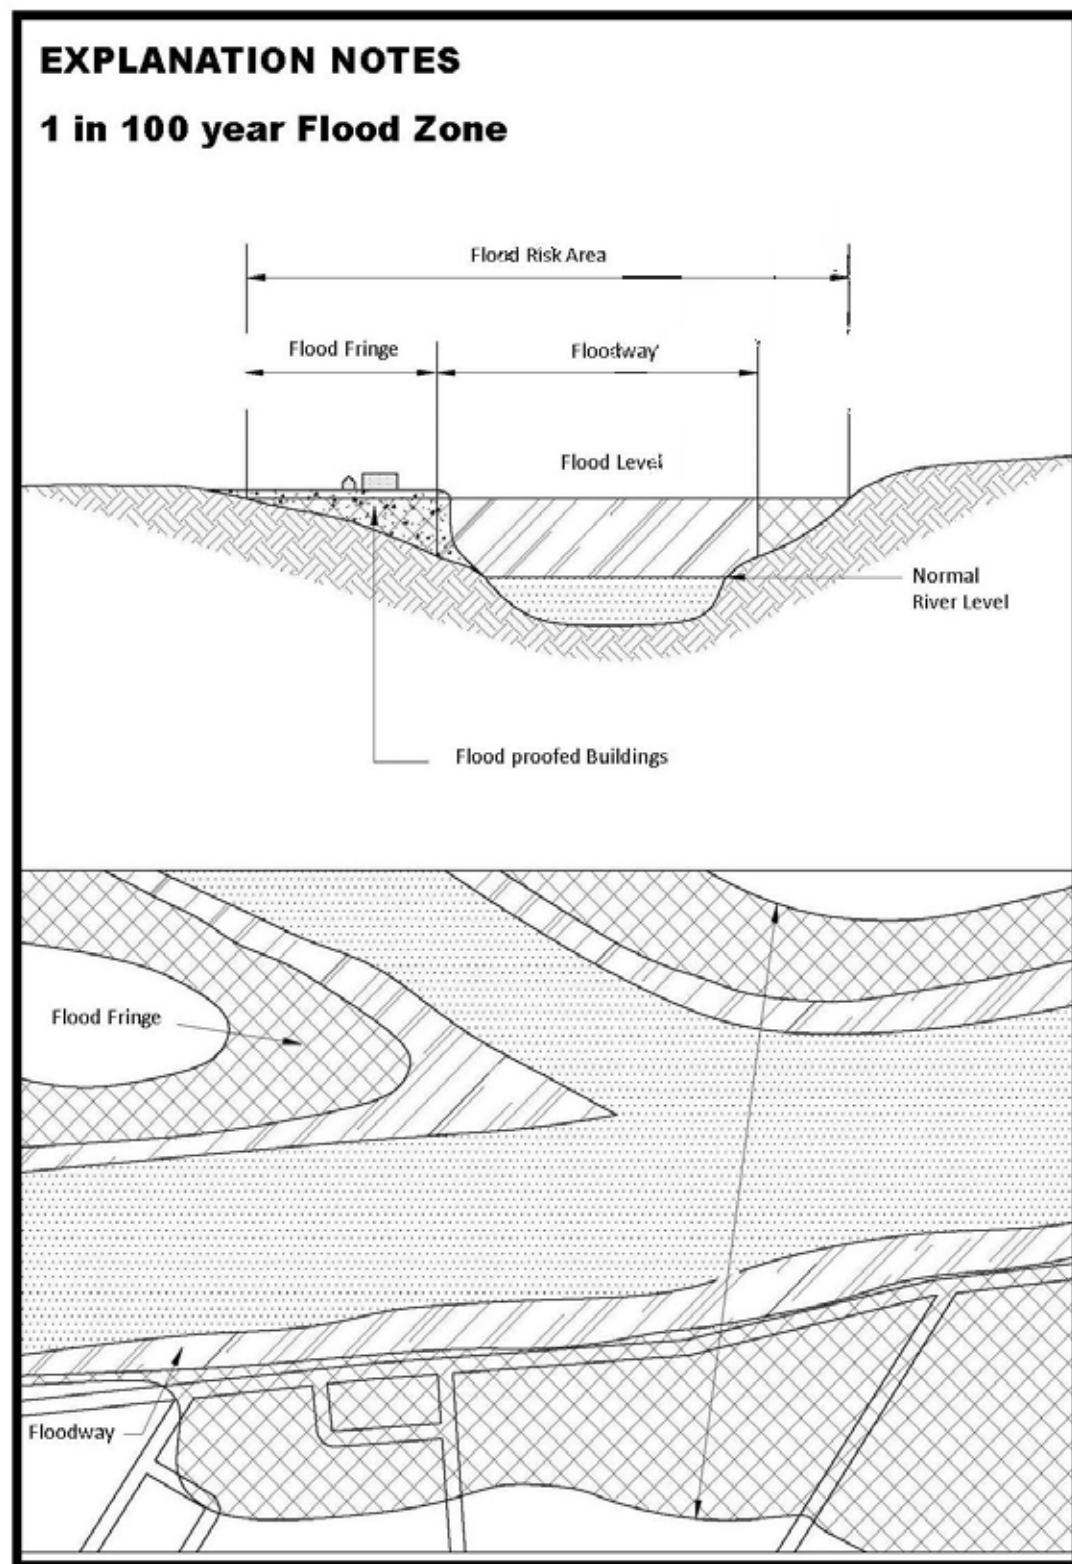 EXPLANATION NOTES
1 in 100 year Flood Zone
Flood Risk Area
Flood Fringe
Floodway
Flood Level
Normal
River Level
Flood proofed Buildings
Flood Fringe
Floodway